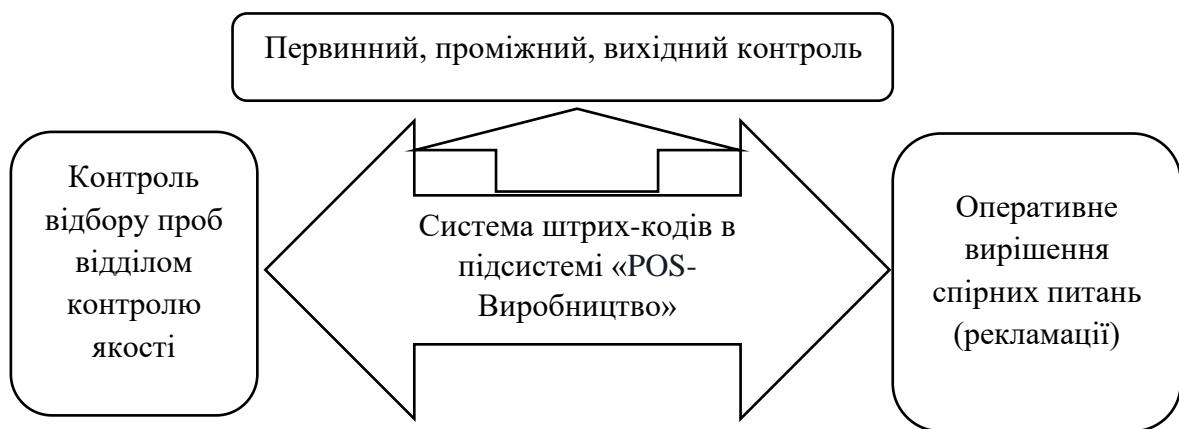 Первинний, проміжний, вихідний контроль
Контроль
відбору проб
відділом
контролю
якості
Система штрих-кодів в
підсистемі «POS-
Виробництво»
Оперативне
вирішення
спірних питань
(рекламації)